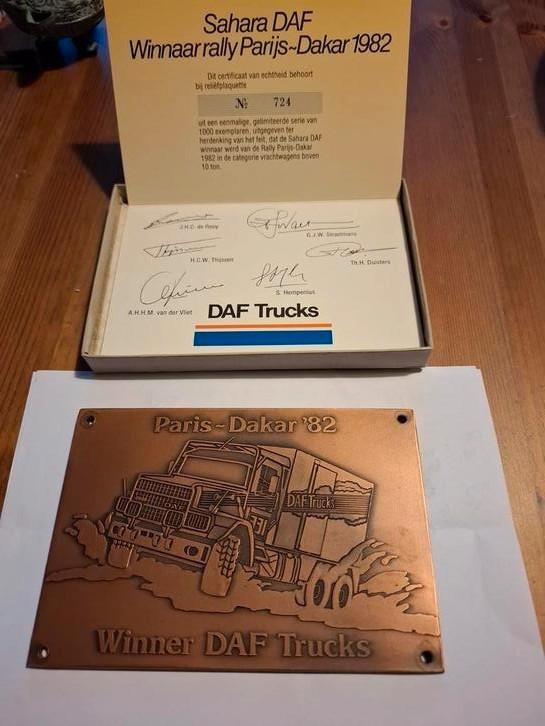 Sahara DAF
Winnaar rally Parijs~Dakar 1982
Dit certificaat van echtheid behoort
bij reliëfplaquette
Nº 724
uit een eenmalige, gelimiteerde serie van
1000 exemplaren, uitgegeven ter
herdenking van het feit, dat de Sahara DAF
winnaar werd van de Rally Parijs-Dakar
1982 in de categorie vrachtwagens boven
10 ton.
J.H.C. de Rooy
G.J.W. Straetmans
H.C.W. Thijssen
Th.H. Duisters
A.H.H.M. van der Vliet
S. Hempenius
DAF Trucks
Paris~Dakar '82
DAF Trucks
DAF
Winner DAF Trucks